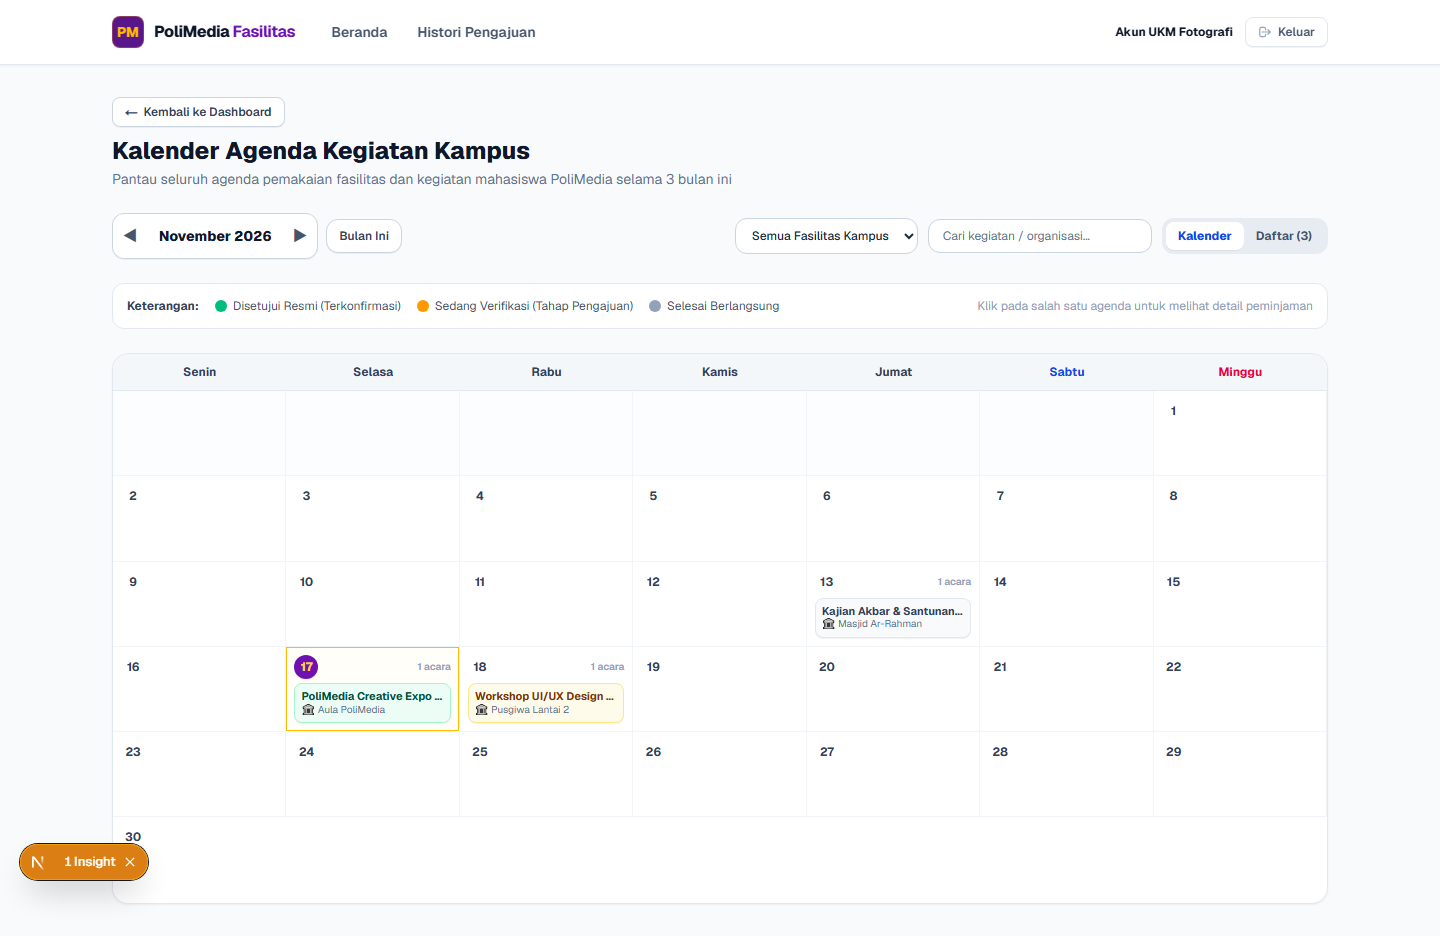 PM PoliMedia Fasilitas Beranda Histori Pengajuan Akun UKM Fotografi Keluar
← Kembali ke Dashboard
Kalender Agenda Kegiatan Kampus
Pantau seluruh agenda pemakaian fasilitas dan kegiatan mahasiswa PoliMedia selama 3 bulan ini
◀ November 2026 ▶ Bulan Ini Semua Fasilitas Kampus Cari kegiatan / organisasi... Kalender Daftar (3)
Keterangan: Disetujui Resmi (Terkonfirmasi) Sedang Verifikasi (Tahap Pengajuan) Selesai Berlangsung Klik pada salah satu agenda untuk melihat detail peminjaman
Senin Selasa Rabu Kamis Jumat Sabtu Minggu
1
2 3 4 5 6 7 8
9 10 11 12 13 1 acara 14 15
Kajian Akbar & Santunan...
Masjid Ar-Rahman
16 17 1 acara 18 1 acara 19 20 21 22
PoliMedia Creative Expo ... Workshop UI/UX Design ...
Aula PoliMedia Pusgiwa Lantai 2
23 24 25 26 27 28 29
30
N 1 Insight ×